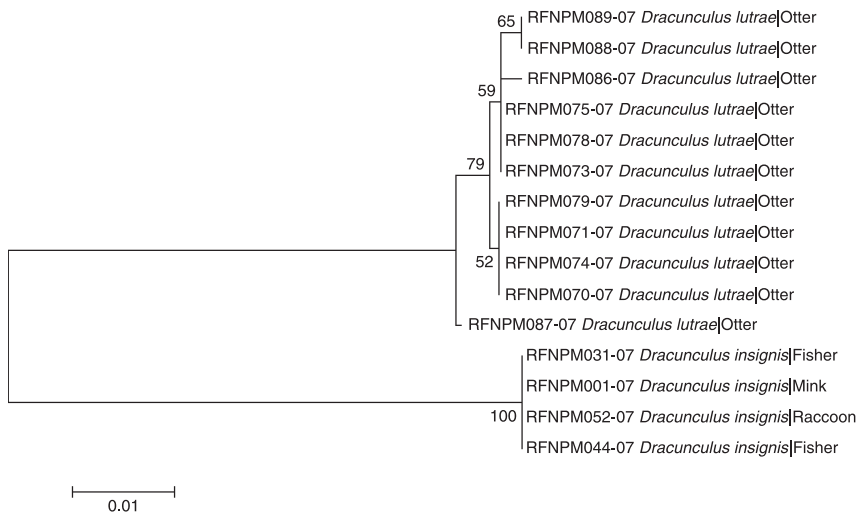 65
RFNPM089-07 Dracunculus lutrae|Otter
RFNPM088-07 Dracunculus lutrae|Otter
RFNPM086-07 Dracunculus lutrae|Otter
59
RFNPM075-07 Dracunculus lutrae|Otter
RFNPM078-07 Dracunculus lutrae|Otter
79
RFNPM073-07 Dracunculus lutrae|Otter
RFNPM079-07 Dracunculus lutrae|Otter
RFNPM071-07 Dracunculus lutrae|Otter
52
RFNPM074-07 Dracunculus lutrae|Otter
RFNPM070-07 Dracunculus lutrae|Otter
RFNPM087-07 Dracunculus lutrae|Otter
RFNPM031-07 Dracunculus insignis|Fisher
RFNPM001-07 Dracunculus insignis|Mink
100
RFNPM052-07 Dracunculus insignis|Raccoon
RFNPM044-07 Dracunculus insignis|Fisher
0.01